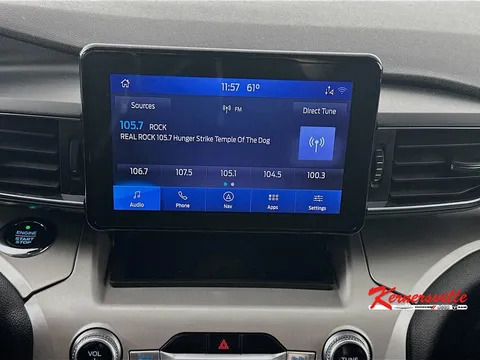 11:57 61°
Sources
FM
Direct Tune
105.7 ROCK
REAL ROCK 105.7 Hunger Strike Temple Of The Dog
106.7 107.5 105.1 104.5 100.3
Audio Phone Nav Apps Settings
ENGINE
START
STOP
Kernersville
VOL
TUNE